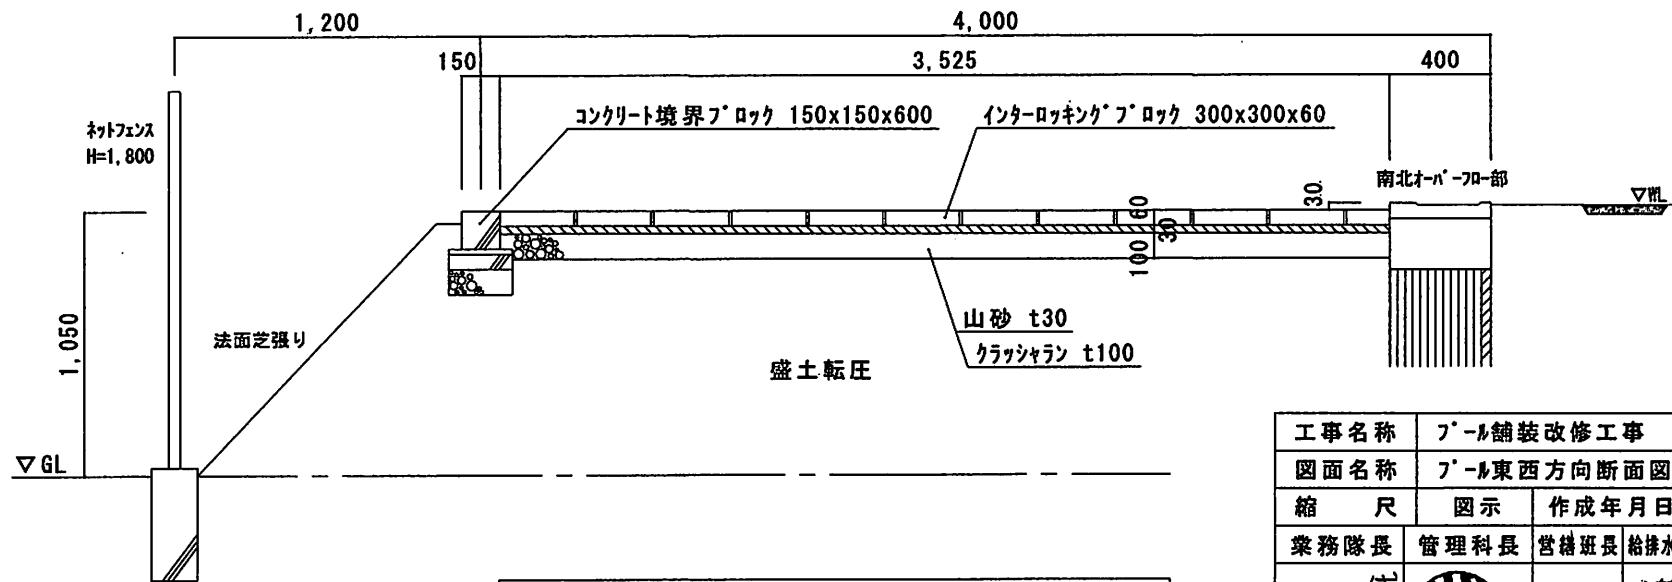 1,200
4,000
150
3,525
400
ネットフェンス
H=1,800
コンクリート境界ブロック 150x150x600
インターロッキングブロック 300x300x60
南北オーバーフロー部
▽WL
30
60
30
100
1,050
法面芝張り
山砂 t30
クラッシャラン t100
盛土転圧
▽GL
工事名称 プール舗装改修工事
図面名称 プール東西方向断面図
縮 尺 図示 作成年月日
業務隊長 管理科長 営繕班長 給排水